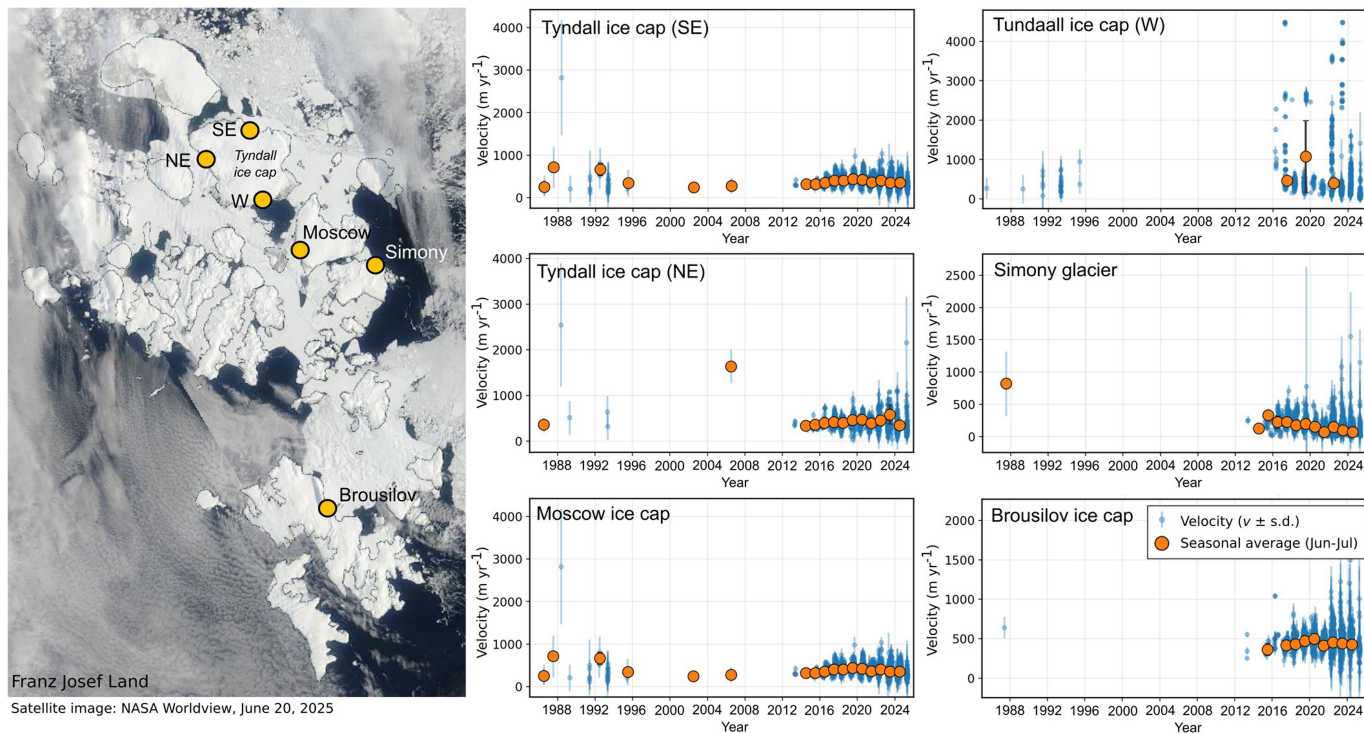 SE
NE
Tyndall
ice cap
W
Moscow
Simony
Brousilov
Franz Josef Land
Satellite image: NASA Worldview, June 20, 2025
Tyndall ice cap (SE)
Velocity (m yr⁻¹)
4000
3000
2000
1000
0
1988 1992 1996 2000 2004 2008 2012 2016 2020 2024
Year
Tundaall ice cap (W)
Velocity (m yr⁻¹)
4000
3000
2000
1000
0
1988 1992 1996 2000 2004 2008 2012 2016 2020 2024
Year
Tyndall ice cap (NE)
Velocity (m yr⁻¹)
4000
3000
2000
1000
0
1988 1992 1996 2000 2004 2008 2012 2016 2020 2024
Year
Simony glacier
Velocity (m yr⁻¹)
2500
2000
1500
1000
500
0
1988 1992 1996 2000 2004 2008 2012 2016 2020 2024
Year
Moscow ice cap
Velocity (m yr⁻¹)
4000
3000
2000
1000
0
1988 1992 1996 2000 2004 2008 2012 2016 2020 2024
Year
Brousilov ice cap
Velocity (v ± s.d.)
Seasonal average (Jun-Jul)
Velocity (m yr⁻¹)
2000
1500
1000
500
0
1988 1992 1996 2000 2004 2008 2012 2016 2020 2024
Year